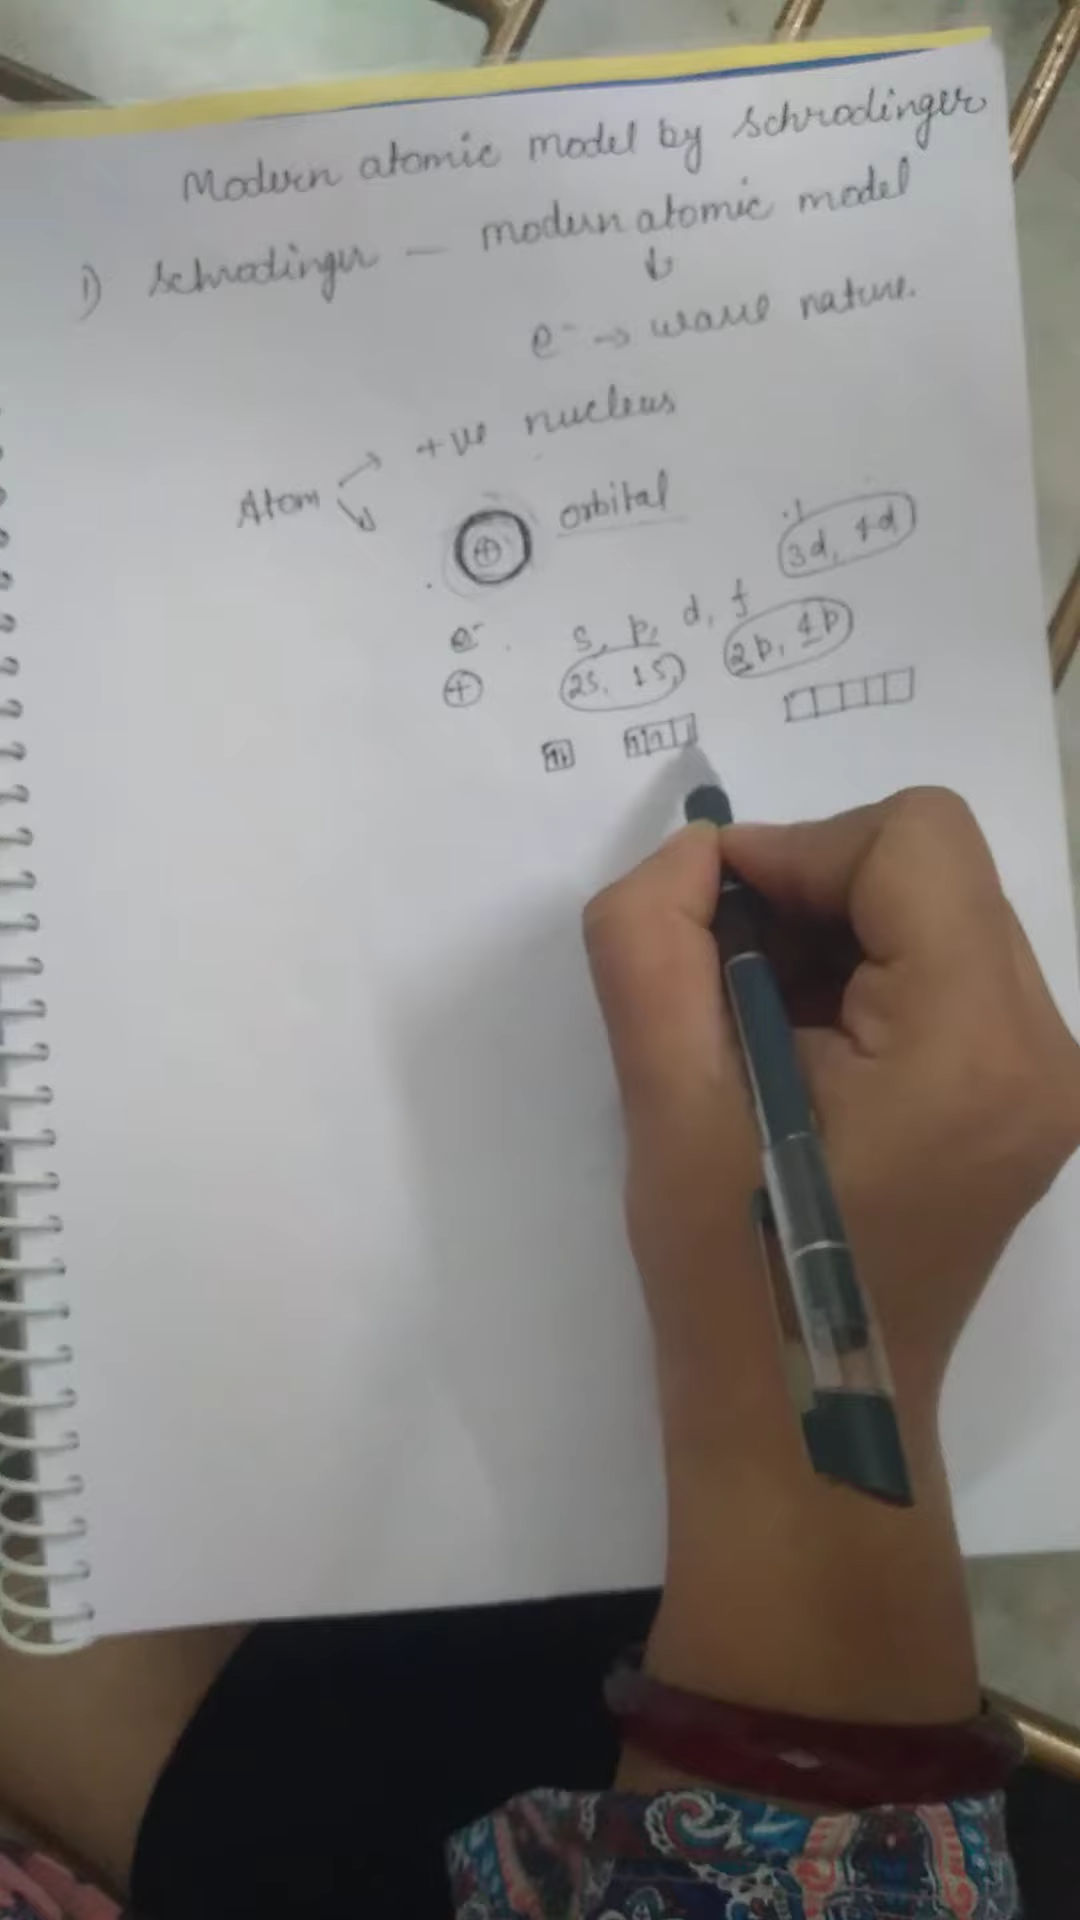 Modern atomic model by Schrodinger
1) Schrodinger — modern atomic model
↓
e⁻ → wave nature.
Atom → +ve nucleus
⊕ orbital
3d, 4d
e⁻ s, p, d, f
⊕ 2s, 1s, 2p, 4p